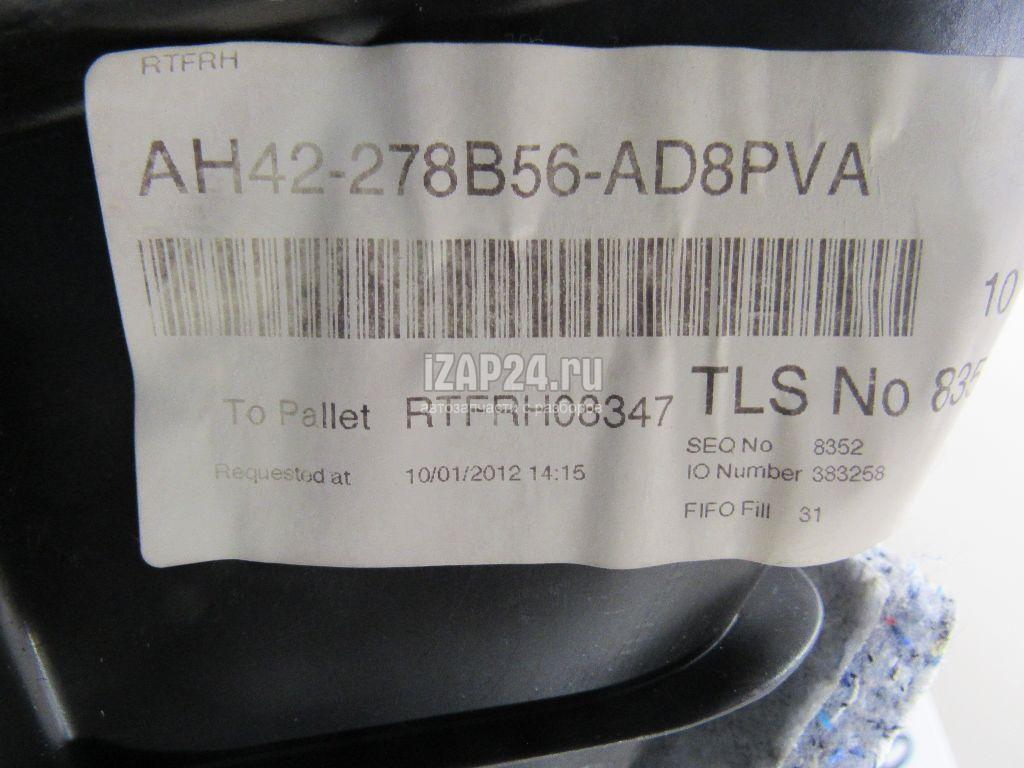 RTFRH
AH42-278B56-AD8PVA
10
iZAP24.ru
автозапчасти с разборов
To Pallet RTFRH08347 TLS No 835
SEQ No 8352
Requested at 10/01/2012 14:15 IO Number 383258
FIFO Fill 31